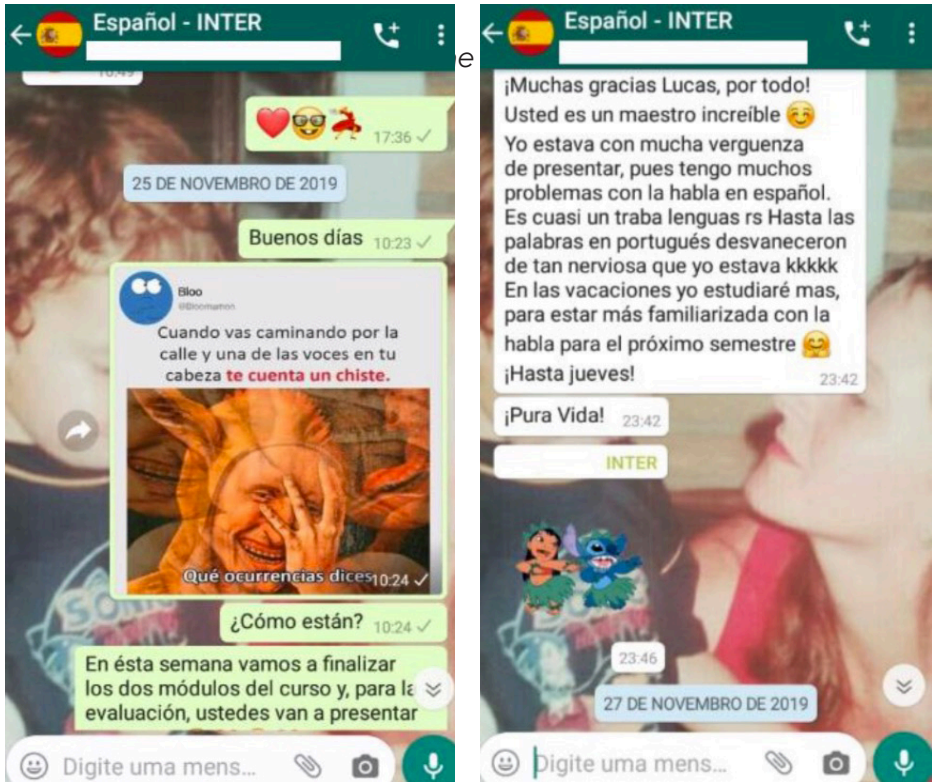 Español - INTER
10:49
17:36
25 DE NOVEMBRO DE 2019
Buenos días 10:23
Bloo
@Bloomamon
Cuando vas caminando por la
calle y una de las voces en tu
cabeza te cuenta un chiste.
Qué ocurrencias dices 10:24
¿Cómo están? 10:24
En ésta semana vamos a finalizar
los dos módulos del curso y, para la
evaluación, ustedes van a presentar
Digite uma mens...
Español - INTER
¡Muchas gracias Lucas, por todo!
Usted es un maestro increíble
Yo estava con mucha verguenza
de presentar, pues tengo muchos
problemas con la habla en español.
Es cuasi un traba lenguas rs Hasta las
palabras en portugués desvaneceron
de tan nerviosa que yo estava kkkkk
En las vacaciones yo estudiaré mas,
para estar más familiarizada con la
habla para el próximo semestre
¡Hasta jueves!
23:42
¡Pura Vida! 23:42
INTER
23:46
27 DE NOVEMBRO DE 2019
Digite uma mens...